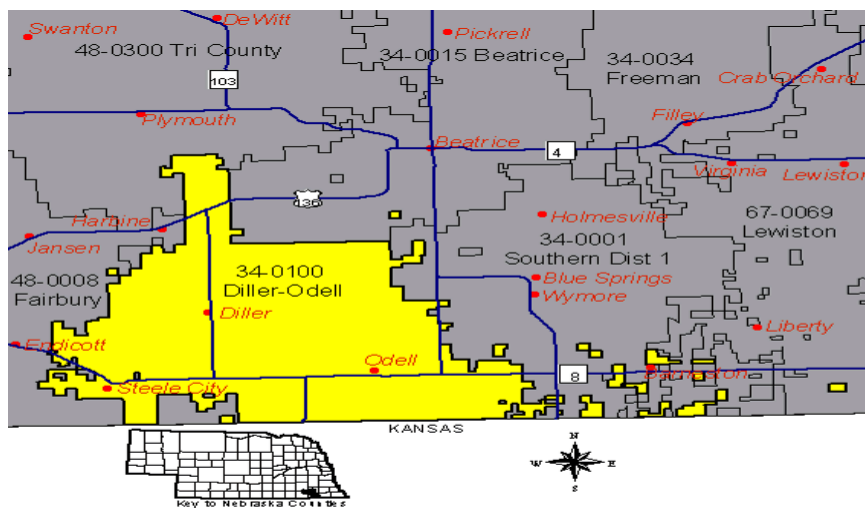 DeWitt
Swanton
Pickrell
48-0300 Tri County
34-0015 Beatrice
34-0034
Freeman
Crab Orchard
103
Plymouth
Filley
Beatrice
4
Virginia
Lewiston
136
Harbine
Holmesville
67-0069
Lewiston
Jansen
34-0001
Southern Dist 1
48-0008
Fairbury
34-0100
Diller-Odell
Blue Springs
Wymore
Diller
Liberty
Endicott
Odell
8
Barneston
Steele City
KANSAS
N
W
E
S
Key to Nebraska Counties